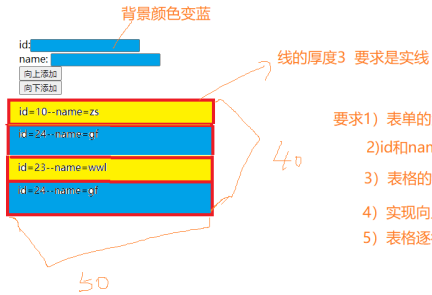 背景颜色变蓝
id:
name:
向上添加
向下添加
线的厚度3 要求是实线
id=10--name=zs
id=24--name=gf
id=23--name=wwl
id=24--name=gf
要求1）表单的
2)id和nam
3）表格的
4）实现向
5）表格逐
40
50